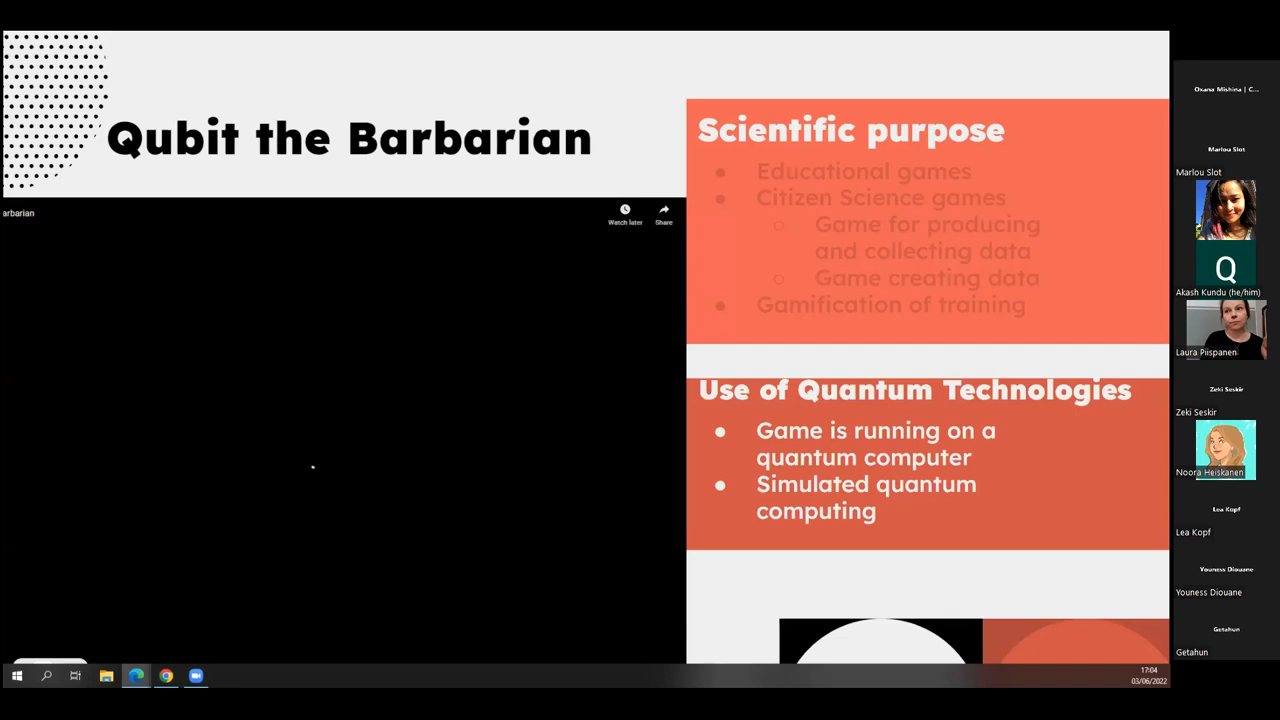 Qubit the Barbarian
arbarian
Watch later
Share
Scientific purpose
● Educational games
● Citizen Science games
○ Game for producing
and collecting data
○ Game creating data
● Gamification of training
Use of Quantum Technologies
● Game is running on a
quantum computer
● Simulated quantum
computing
17:04
03/06/2022
Oxana Mishina | C...
Marlou Slot
Marlou Slot
Q
Akash Kundu (he/him)
Laura Piispanen
Zeki Seskir
Zeki Seskir
Noora Heiskanen
Lea Kopf
Lea Kopf
Youness Diouane
Youness Diouane
Getahun
Getahun